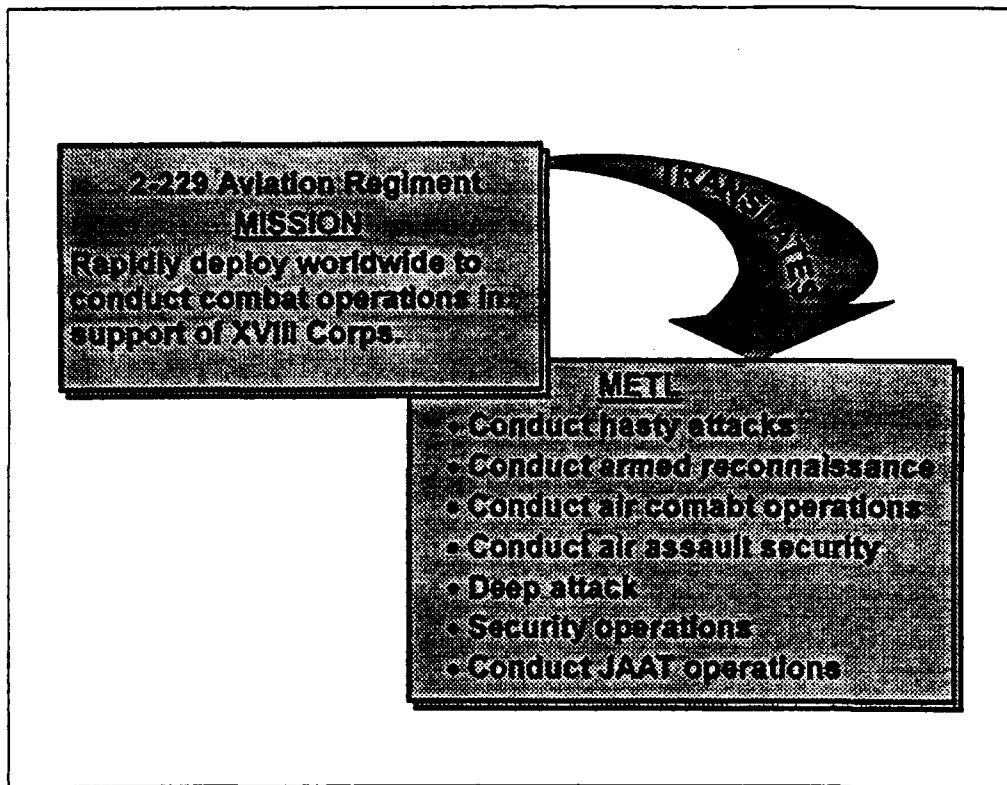 2-229 Aviation Regiment
MISSION
Rapidly deploy worldwide to
conduct combat operations in
support of XVIII Corps.
TRANSLATES
METL
• Conduct hasty attacks
• Conduct armed reconnaissance
• Conduct air comabt operations
• Conduct air assault security
• Deep attack
• Security operations
• Conduct JAAT operations